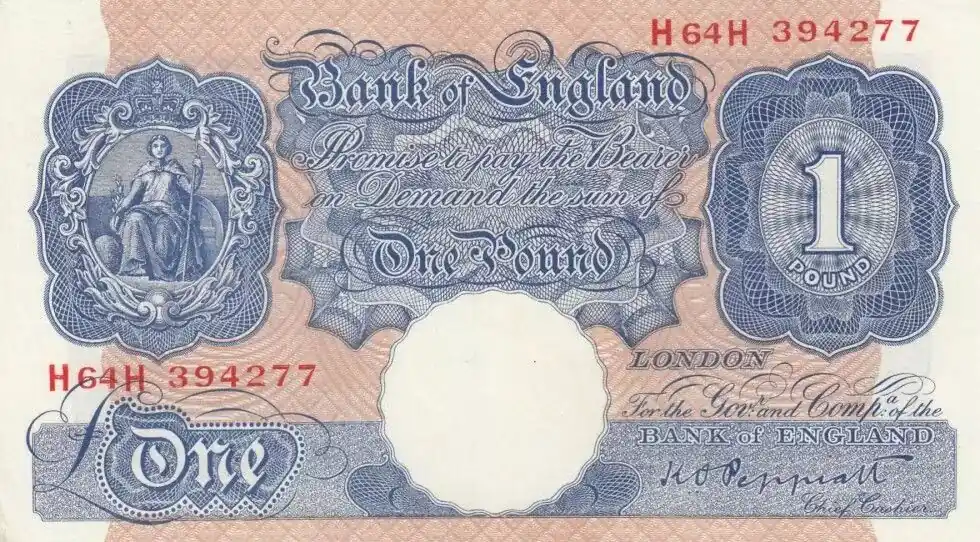 H64H 394277
Bank of England
Promise to pay the Bearer
on Demand the sum of
One Pound
1
POUND
LONDON
H64H 394277
For the Govr. and Compa. of the
BANK of ENGLAND
£One
K O Peppiatt
Chief Cashier.